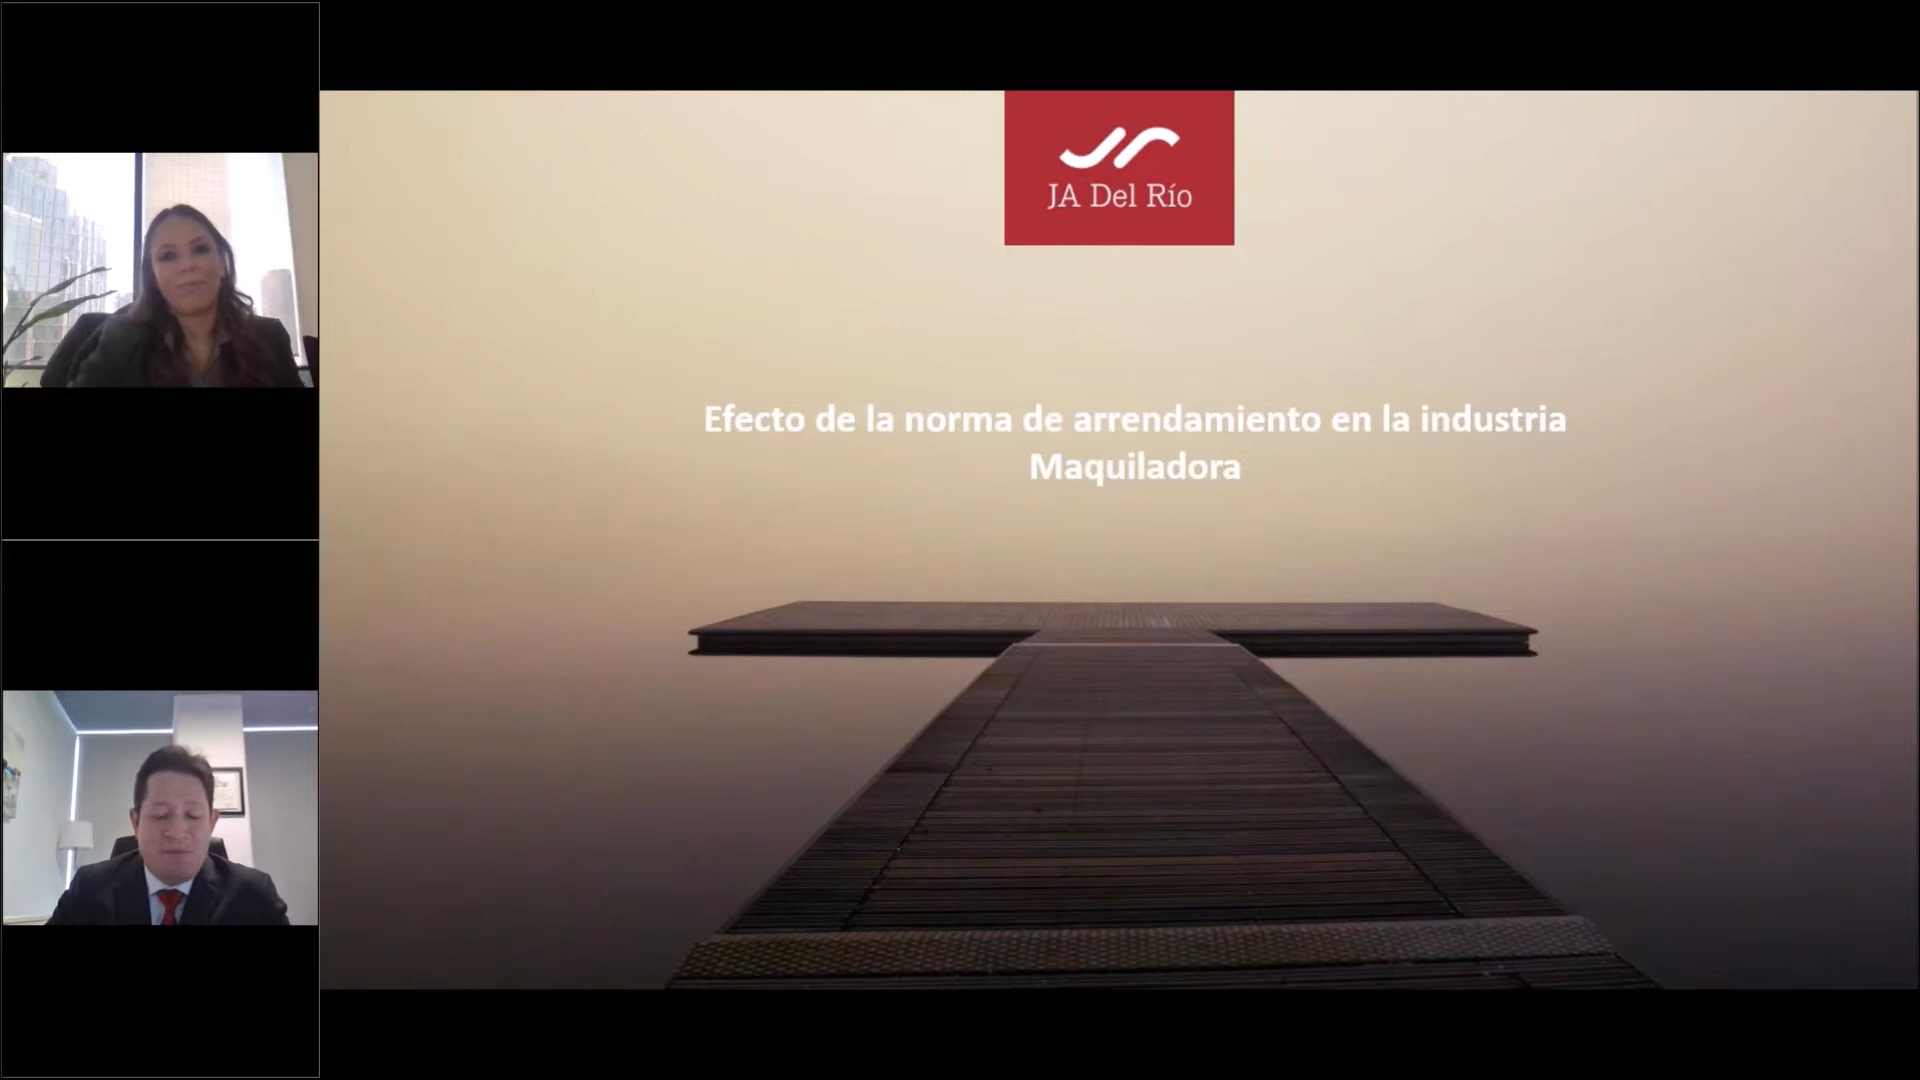 JA Del Río
Efecto de la norma de arrendamiento en la industria
Maquiladora